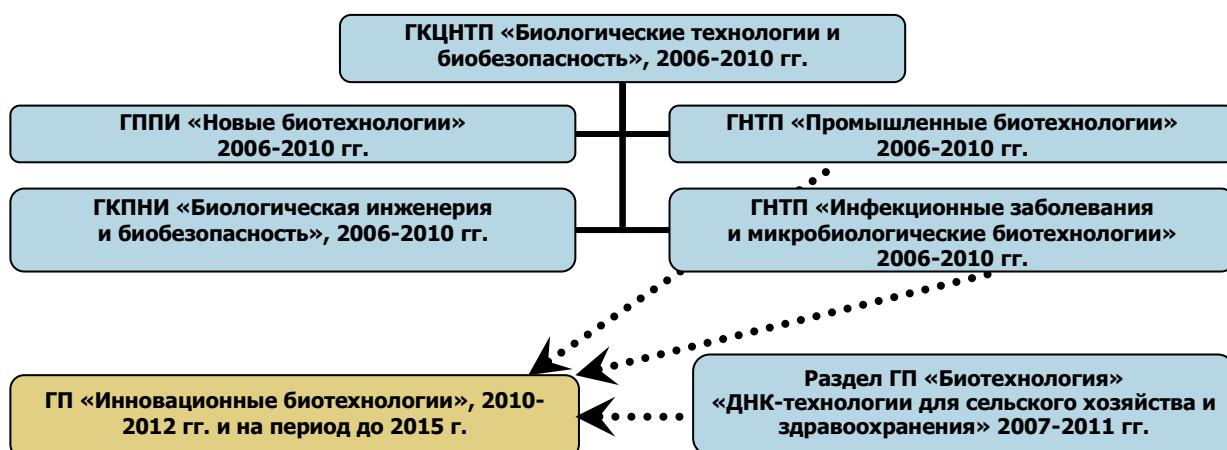 ГКЦНТП «Биологические технологии и
биобезопасность», 2006-2010 гг.
ГППИ «Новые биотехнологии»
2006-2010 гг.
ГНТП «Промышленные биотехнологии»
2006-2010 гг.
ГКПНИ «Биологическая инженерия
и биобезопасность», 2006-2010 гг.
ГНТП «Инфекционные заболевания
и микробиологические биотехнологии»
2006-2010 гг.
ГП «Инновационные биотехнологии», 2010-
2012 гг. и на период до 2015 г.
Раздел ГП «Биотехнология»
«ДНК-технологии для сельского хозяйства и
здравоохранения» 2007-2011 гг.